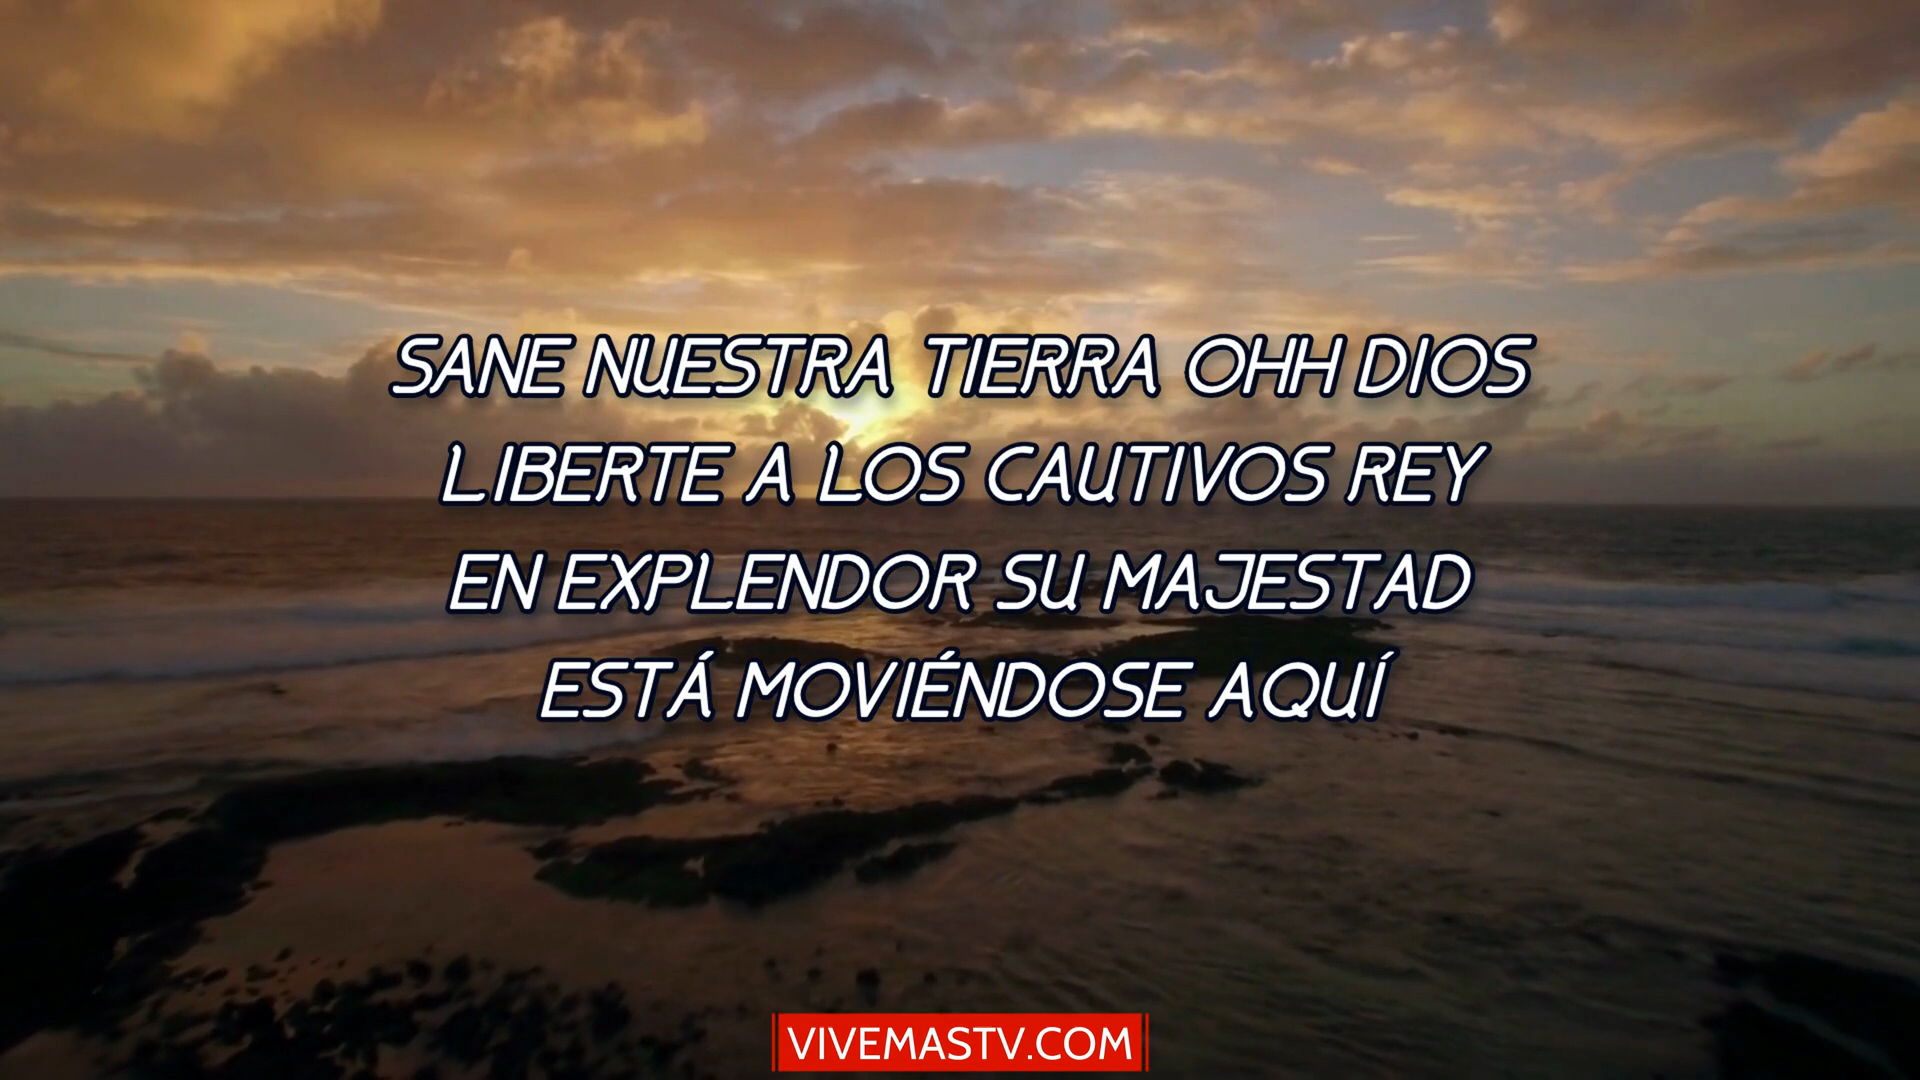 SANE NUESTRA TIERRA OHH DIOS
LIBERTE A LOS CAUTIVOS REY
EN EXPLENDOR SU MAJESTAD
ESTÁ MOVIÉNDOSE AQUÍ
VIVEMASTV.COM